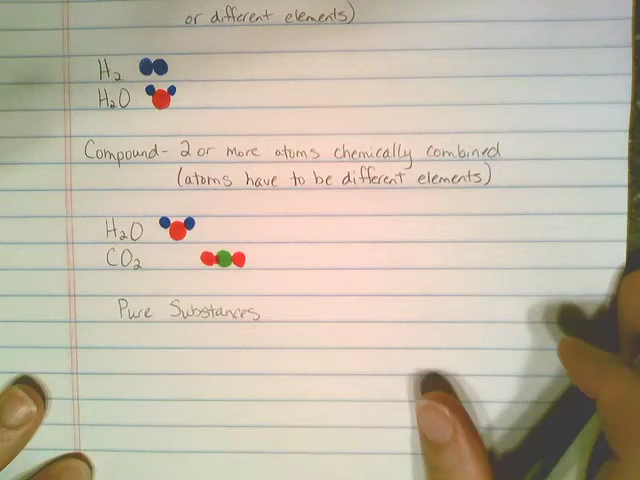 or different elements)
H₂
H₂O
Compound- 2 or more atoms chemically combined
(atoms have to be different elements)
H₂O
CO₂
Pure Substances